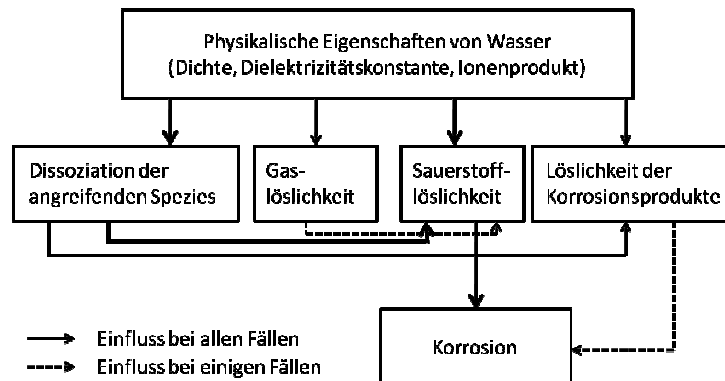 Physikalische Eigenschaften von Wasser
(Dichte, Dielektrizitätskonstante, Ionenprodukt)
Dissoziation der
angreifenden Spezies
Gas-
löslichkeit
Sauerstoff-
löslichkeit
Löslichkeit der
Korrosionsprodukte
Korrosion
Einfluss bei allen Fällen
Einfluss bei einigen Fällen